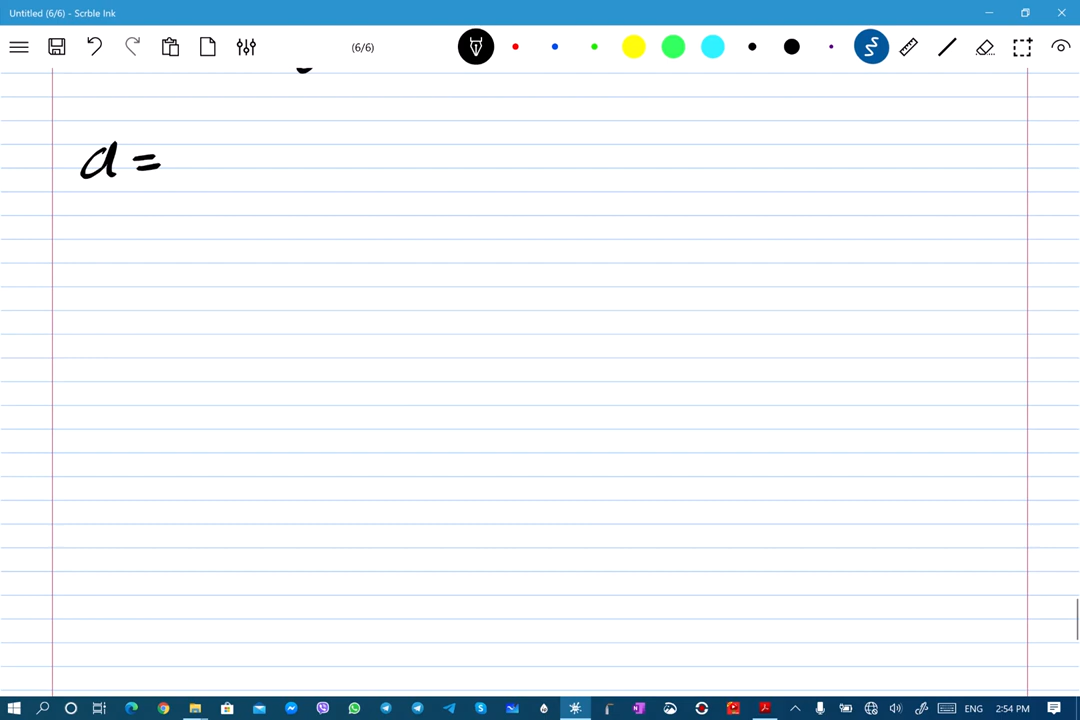 Untitled (6/6) - Scrble Ink
(6/6)
a =
ENG
2:54 PM